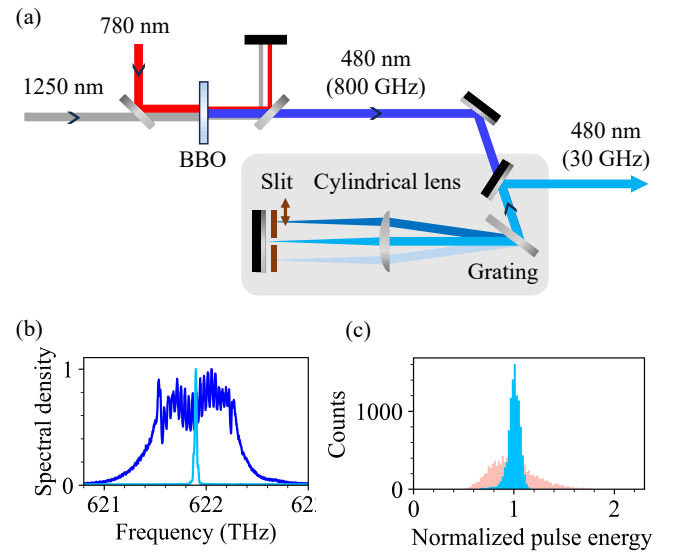 (a)
780 nm
1250 nm
480 nm
(800 GHz)
BBO
480 nm
(30 GHz)
Slit
Cylindrical lens
Grating
(b)
(c)
1
0
Spectral density
621
622
Frequency (THz)
1000
0
Counts
0
1
2
Normalized pulse energy